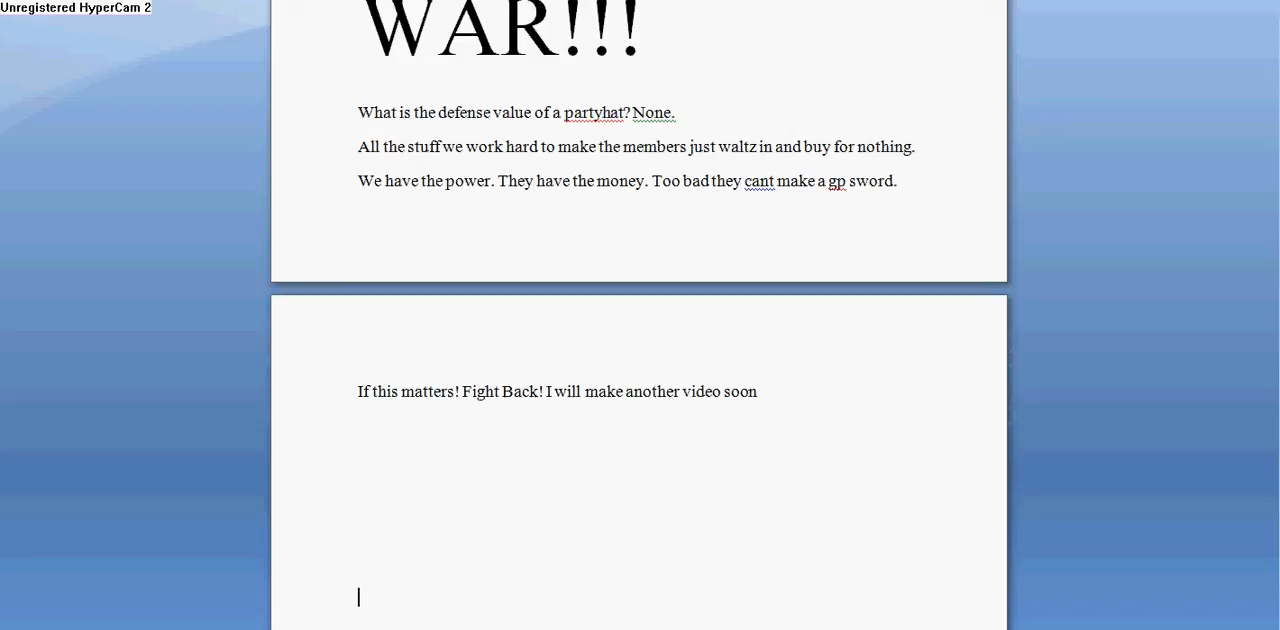 Unregistered HyperCam 2
WAR!!!
What is the defense value of a partyhat? None.
All the stuff we work hard to make the members just waltz in and buy for nothing.
We have the power. They have the money. Too bad they cant make a gp sword.
If this matters! Fight Back! I will make another video soon